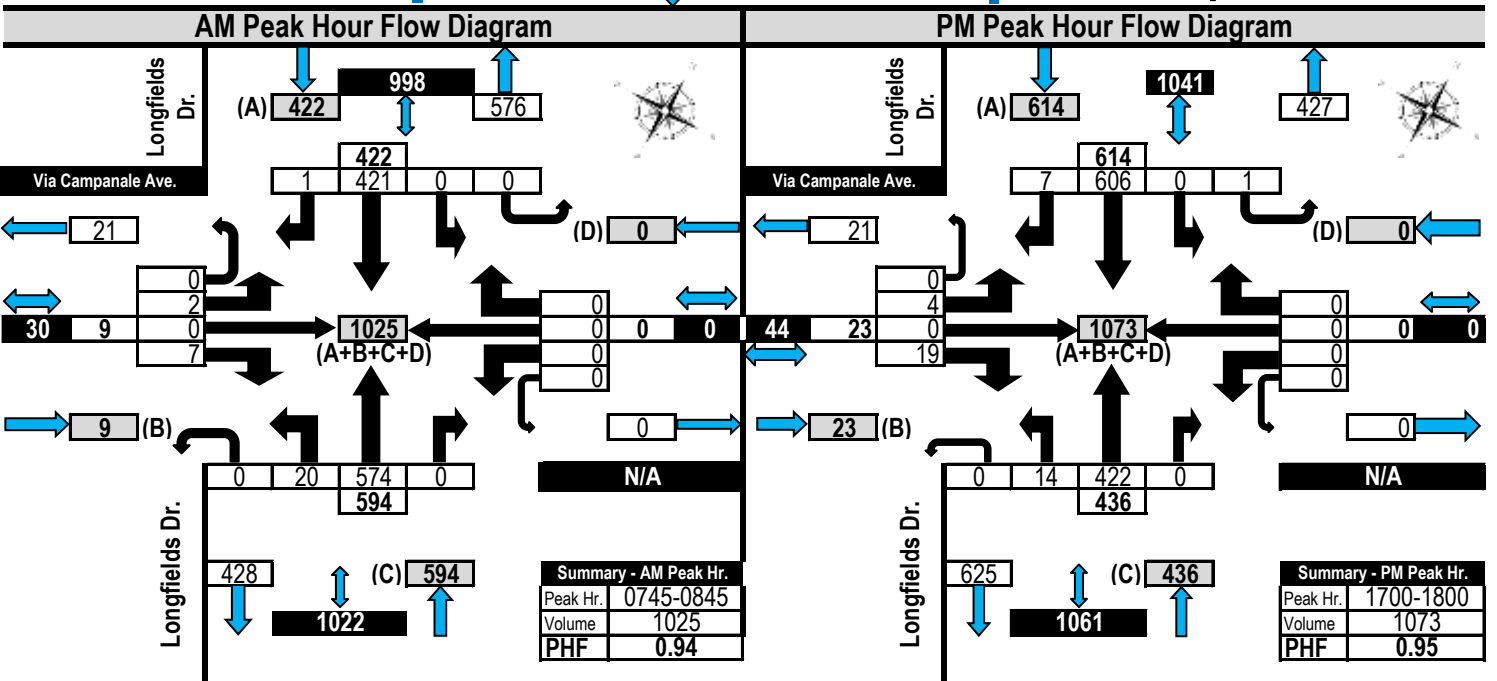 AM Peak Hour Flow Diagram
Longfields Dr.
Via Campanale Ave.
(A) 422
998
576
422
1 421 0 0
21
(D) 0
0
2
30 9 0
7
1025
(A+B+C+D)
0
0 0 0
0
0
9 (B)
0
0 20 574 0
594
N/A
Longfields Dr.
428
(C) 594
1022
Summary - AM Peak Hr.
Peak Hr. 0745-0845
Volume 1025
PHF 0.94
PM Peak Hour Flow Diagram
Longfields Dr.
Via Campanale Ave.
(A) 614
1041
427
614
7 606 0 1
21
(D) 0
0
4
44 23 0
19
1073
(A+B+C+D)
0
0 0 0
0
0
23 (B)
0
0 14 422 0
436
N/A
Longfields Dr.
625
(C) 436
1061
Summary - PM Peak Hr.
Peak Hr. 1700-1800
Volume 1073
PHF 0.95